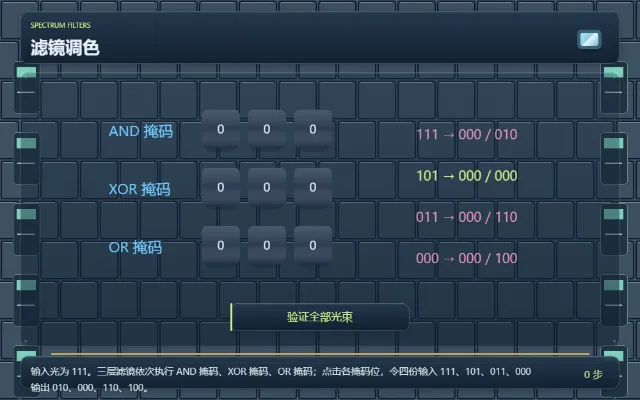 SPECTRUM FILTERS
滤镜调色
AND 掩码
0 0 0
111 → 000 / 010
XOR 掩码
0 0 0
101 → 000 / 000
011 → 000 / 110
OR 掩码
0 0 0
000 → 000 / 100
验证全部光束
输入光为 111。三层滤镜依次执行 AND 掩码、XOR 掩码、OR 掩码；点击各掩码位，令四份输入 111、101、011、000
输出 010、000、110、100。
0 步